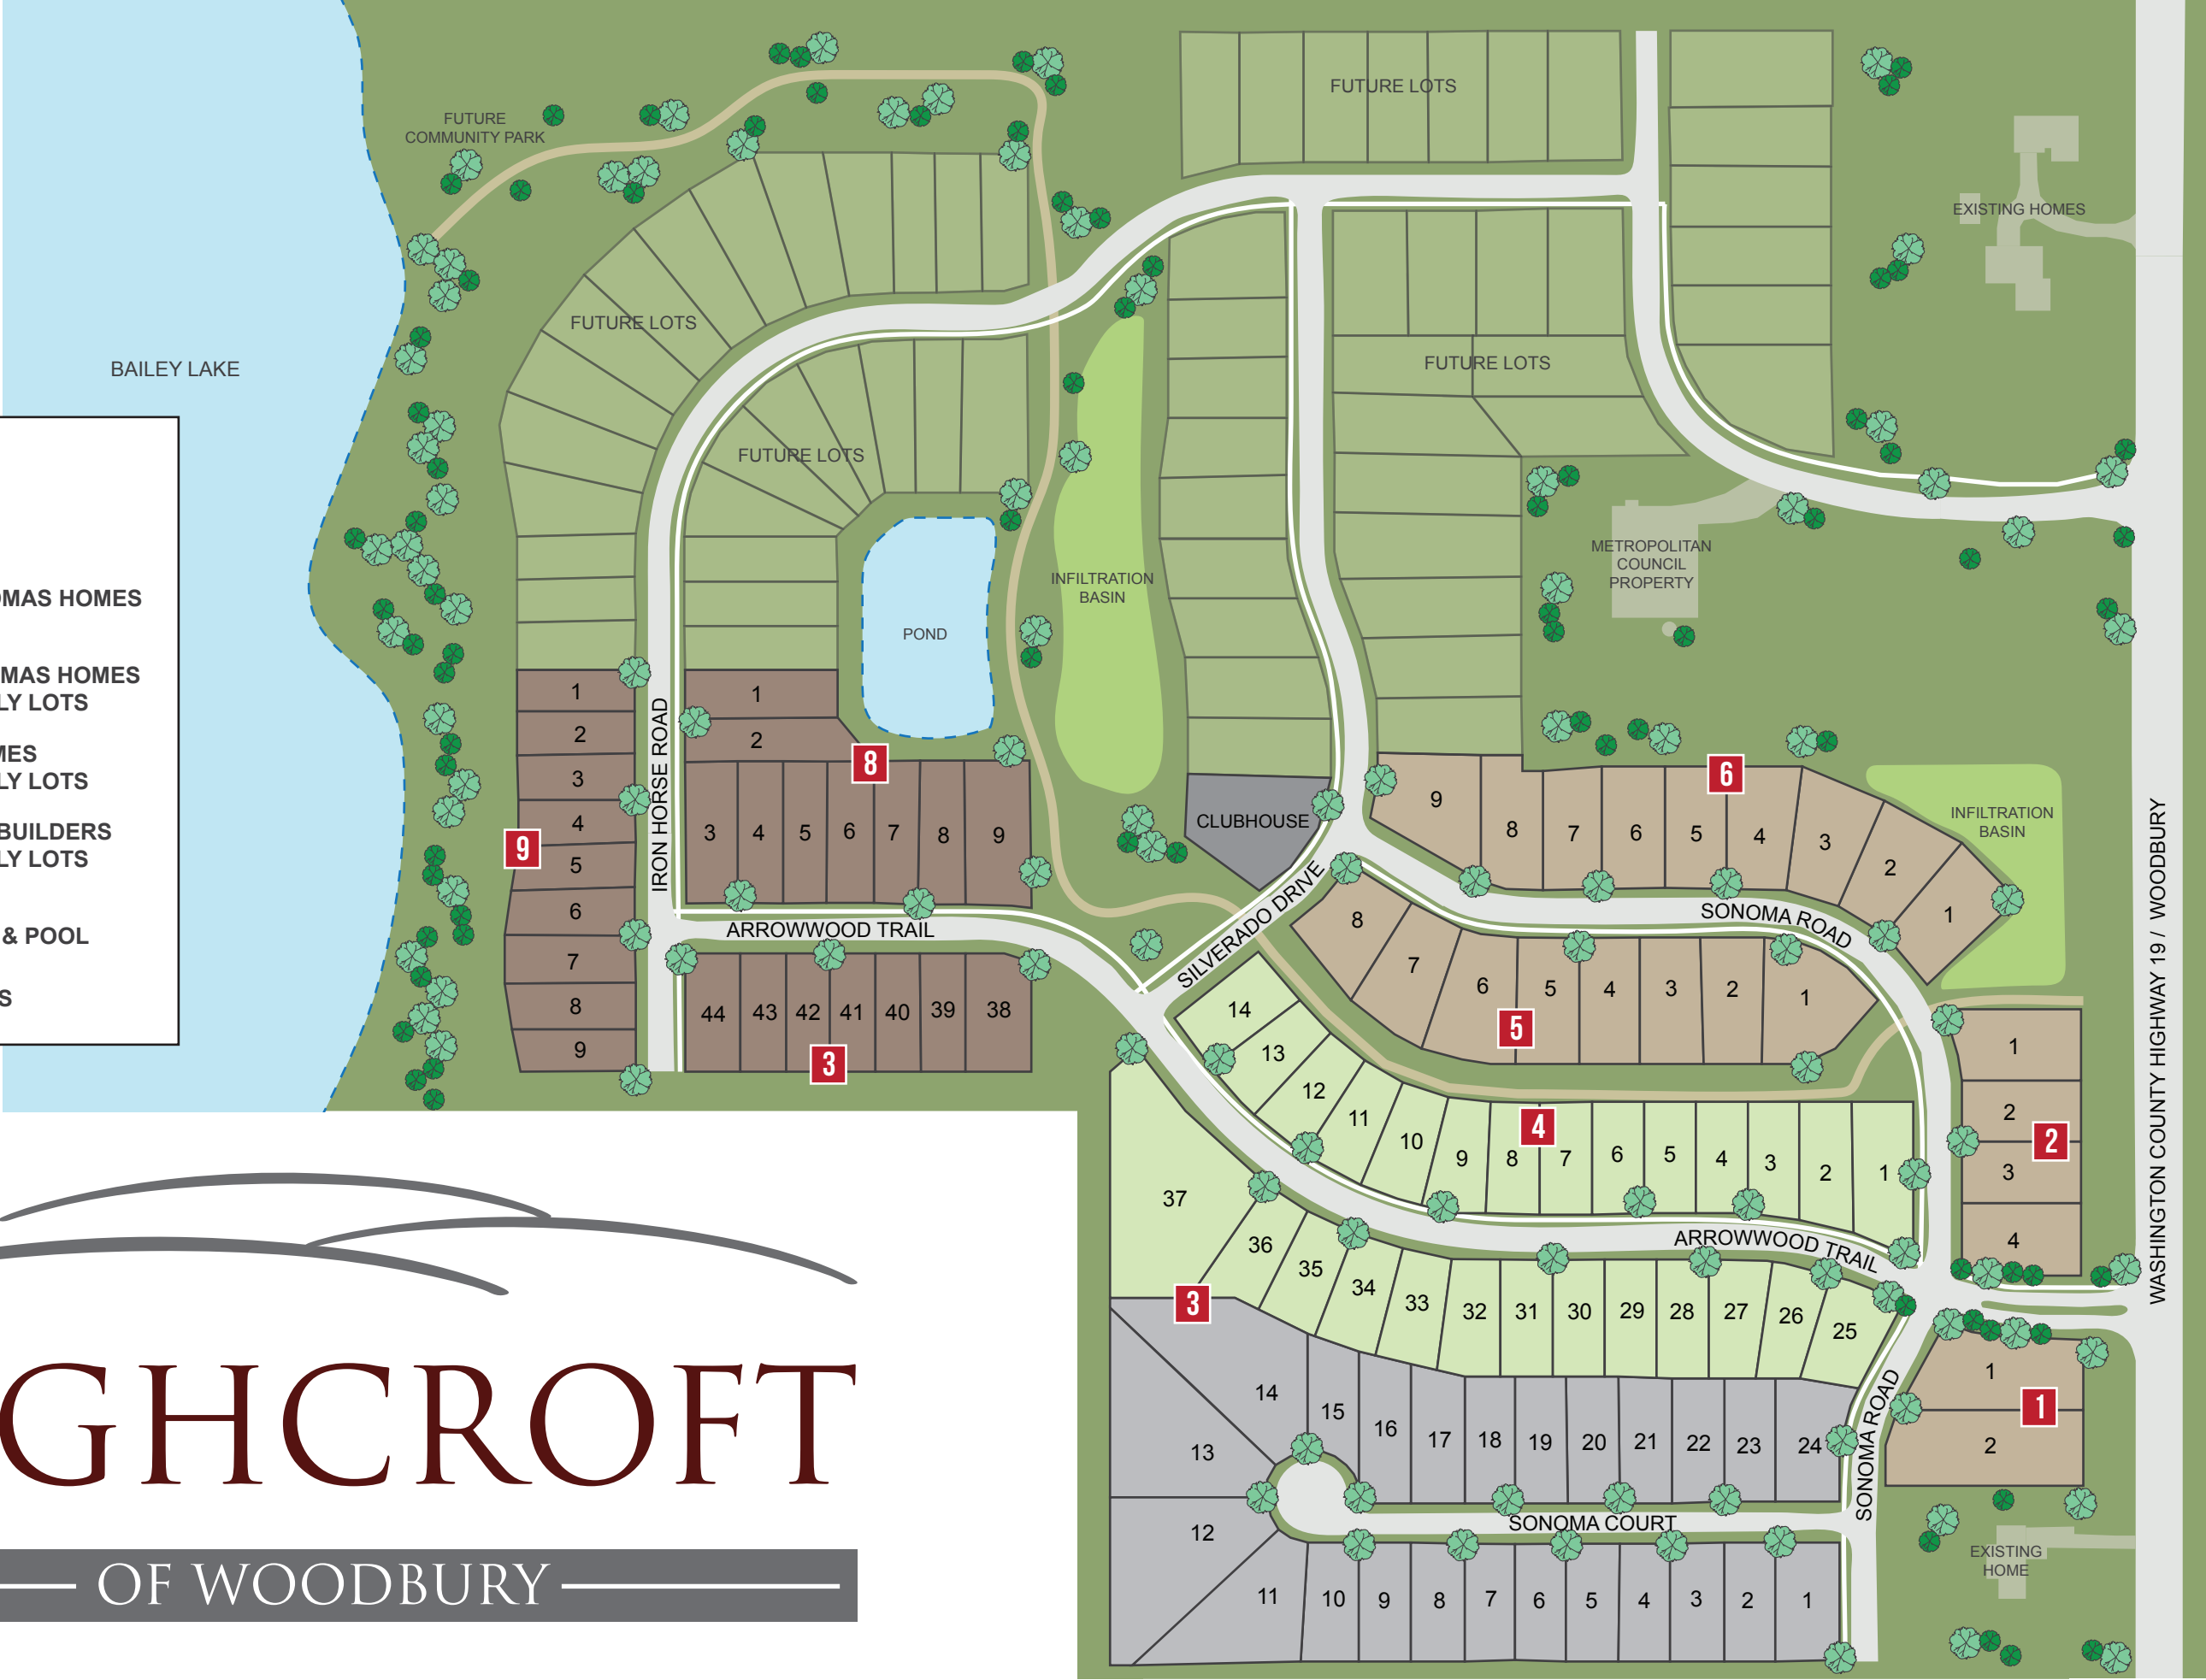 FUTURE
COMMUNITY PARK
FUTURE LOTS
EXISTING HOMES
BAILEY LAKE
FUTURE LOTS
FUTURE LOTS
FUTURE LOTS
METROPOLITAN
COUNCIL
PROPERTY
INFILTRATION
BASIN
POND
OMAS HOMES
MAS HOMES
LY LOTS
MES
LY LOTS
BUILDERS
LY LOTS
& POOL
S
IRON HORSE ROAD
1
2
3
4
5
6
7
8
9
9
1
2
3 4 5 6 7 8 9
8
ARROWWOOD TRAIL
44 43 42 41 40 39 38
3
CLUBHOUSE
SILVERADO DRIVE
9 8 7 6 5 4 3 2 1
6
INFILTRATION
BASIN
SONOMA ROAD
8 7 6 5 4 3 2 1
5
14 13 12 11 10 9 8 7 6 5 4 3 2 1
4
1
2
3
4
2
WASHINGTON COUNTY HIGHWAY 19 / WOODBURY
ARROWWOOD TRAIL
37 36 35 34 33 32 31 30 29 28 27 26 25
3
1
2
1
SONOMA ROAD
13 14 15 16 17 18 19 20 21 22 23 24
SONOMA COURT
12 11 10 9 8 7 6 5 4 3 2 1
EXISTING
HOME
GHCROFT
OF WOODBURY